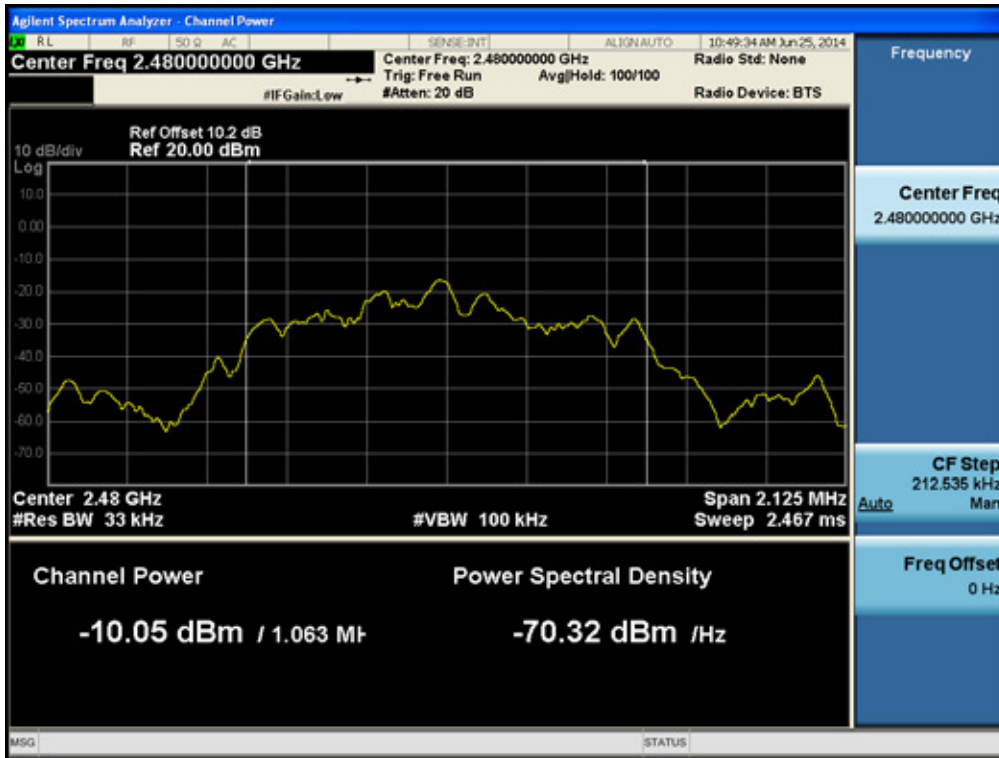 Agilent Spectrum Analyzer - Channel Power
RL RF 50 Ω AC SENSE:INT ALIGNAUTO 10:49:34 AM Jun 25, 2014
Center Freq 2.480000000 GHz
Center Freq: 2.480000000 GHz
Radio Std: None
Trig: Free Run Avg|Hold: 100/100
#IFGain:Low
#Atten: 20 dB
Radio Device: BTS
Frequency
Ref Offset 10.2 dB
10 dB/div Ref 20.00 dBm
Log
10.0
0.00
-10.0
-20.0
-30.0
-40.0
-50.0
-60.0
-70.0
Center Freq
2.480000000 GHz
CF Step
212.535 kHz
Auto Man
Center 2.48 GHz Span 2.125 MHz
#Res BW 33 kHz #VBW 100 kHz Sweep 2.467 ms
Freq Offset
0 Hz
Channel Power Power Spectral Density
-10.05 dBm / 1.063 MH -70.32 dBm /Hz
MSG STATUS